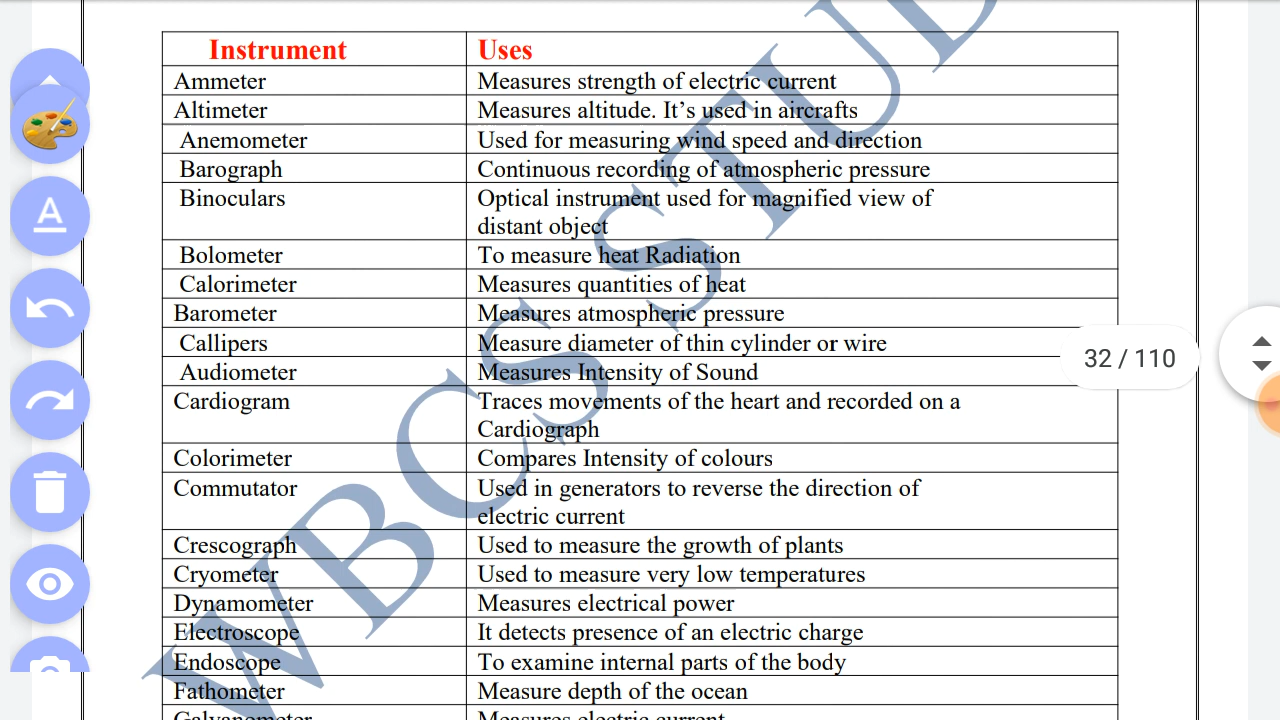 Instrument Uses
Ammeter Measures strength of electric current
Altimeter Measures altitude. It’s used in aircrafts
Anemometer Used for measuring wind speed and direction
Barograph Continuous recording of atmospheric pressure
Binoculars Optical instrument used for magnified view of
distant object
Bolometer To measure heat Radiation
Calorimeter Measures quantities of heat
Barometer Measures atmospheric pressure
Callipers Measure diameter of thin cylinder or wire
32 / 110
Audiometer Measures Intensity of Sound
Cardiogram Traces movements of the heart and recorded on a
Cardiograph
Colorimeter Compares Intensity of colours
Commutator Used in generators to reverse the direction of
electric current
Crescograph Used to measure the growth of plants
Cryometer Used to measure very low temperatures
Dynamometer Measures electrical power
Electroscope It detects presence of an electric charge
Endoscope To examine internal parts of the body
Fathometer Measure depth of the ocean
Galvanometer Measures electric current
WBCS STUD
A